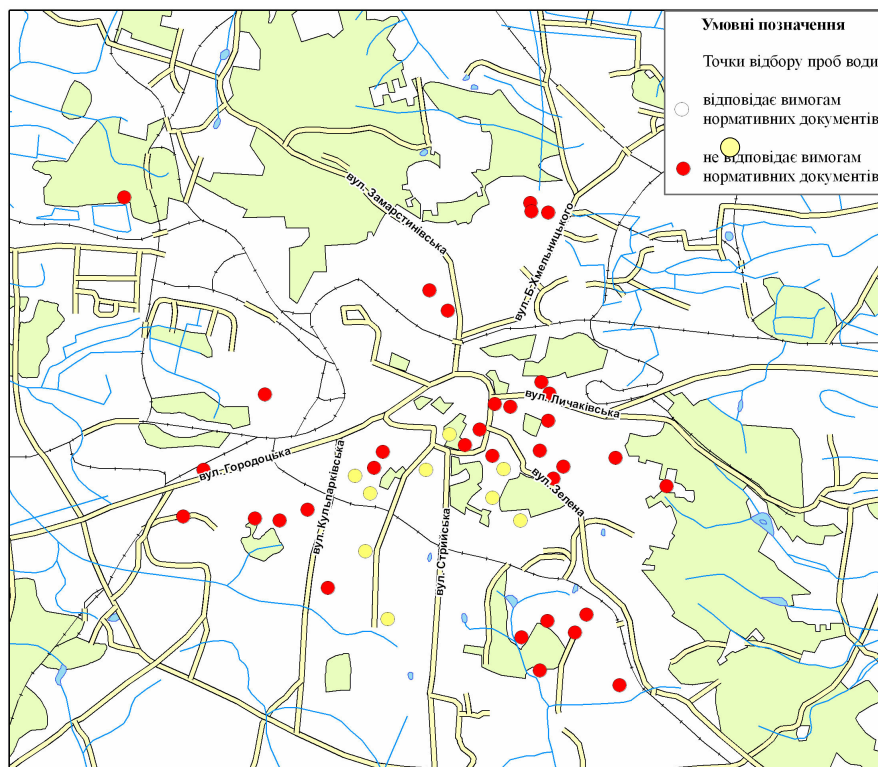 Умовні позначення
Точки відбору проб води
відповідає вимогам
нормативних документів
не відповідає вимогам
нормативних документів
вул. Замарстинівська
вул. Б.Хмельницького
вул. Личаківська
вул. Городоцька
вул. Кульпарківська
вул. Стрийська
вул. Зелена